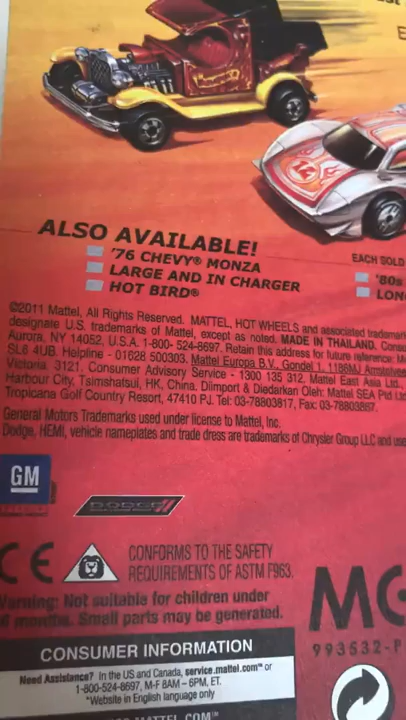 ALSO AVAILABLE!
'76 CHEVY® MONZA
LARGE AND IN CHARGER
HOT BIRD®
EACH SOLD
'80s
©2011 Mattel, All Rights Reserved. MATTEL, HOT WHEELS and associated
designate U.S. trademarks of Mattel, except as noted. MADE IN THAILAND.
Aurora, NY 14052, U.S.A. 1-800-524-8697. Retain this address for future reference:
SL6 4UB. Helpline - 01628 500303. Mattel Europa B.V., Gondel 1, 1186MJ
Victoria. 3121. Consumer Advisory Service - 1300 135 312. Mattel East Asia Ltd.,
Harbour City, Tsimshatsui, HK, China. Diimport & Diedarkan Oleh: Mattel SEA Ptd
Tropicana Golf Country Resort, 47410 PJ. Tel: 03-78803817, Fax: 03-78803867.
General Motors Trademarks used under license to Mattel, Inc.
Dodge, HEMI, vehicle nameplates and trade dress are trademarks of Chrysler Group LLC and
GM
DODGE
CE
CONFORMS TO THE SAFETY
REQUIREMENTS OF ASTM F963.
Warning: Not suitable for children under
months. Small parts may be generated.
993532-P
CONSUMER INFORMATION
Need Assistance? In the US and Canada, service.mattel.com™ or
1-800-524-8697, M-F 8AM – 6PM, ET.
*Website in English language only